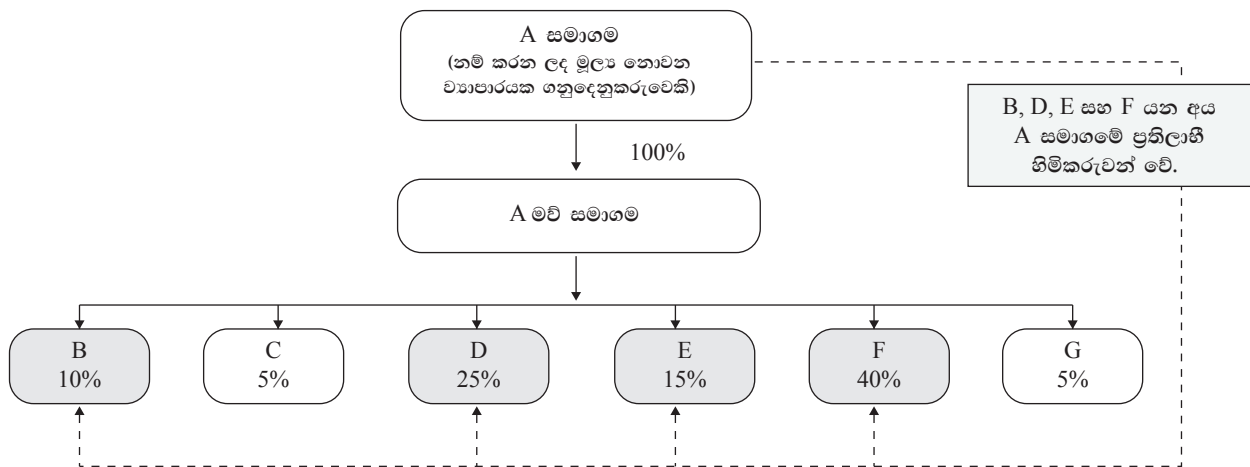 A සමාගම
(නම් කරන ලද මූල්‍ය නොවන
ව්‍යාපාරයක ගනුදෙනුකරුවෙකි)
B, D, E සහ F යන අය
A සමාගමේ ප්‍රතිලාභී
හිමිකරුවන් වේ.
100%
A මව් සමාගම
B
10%
C
5%
D
25%
E
15%
F
40%
G
5%